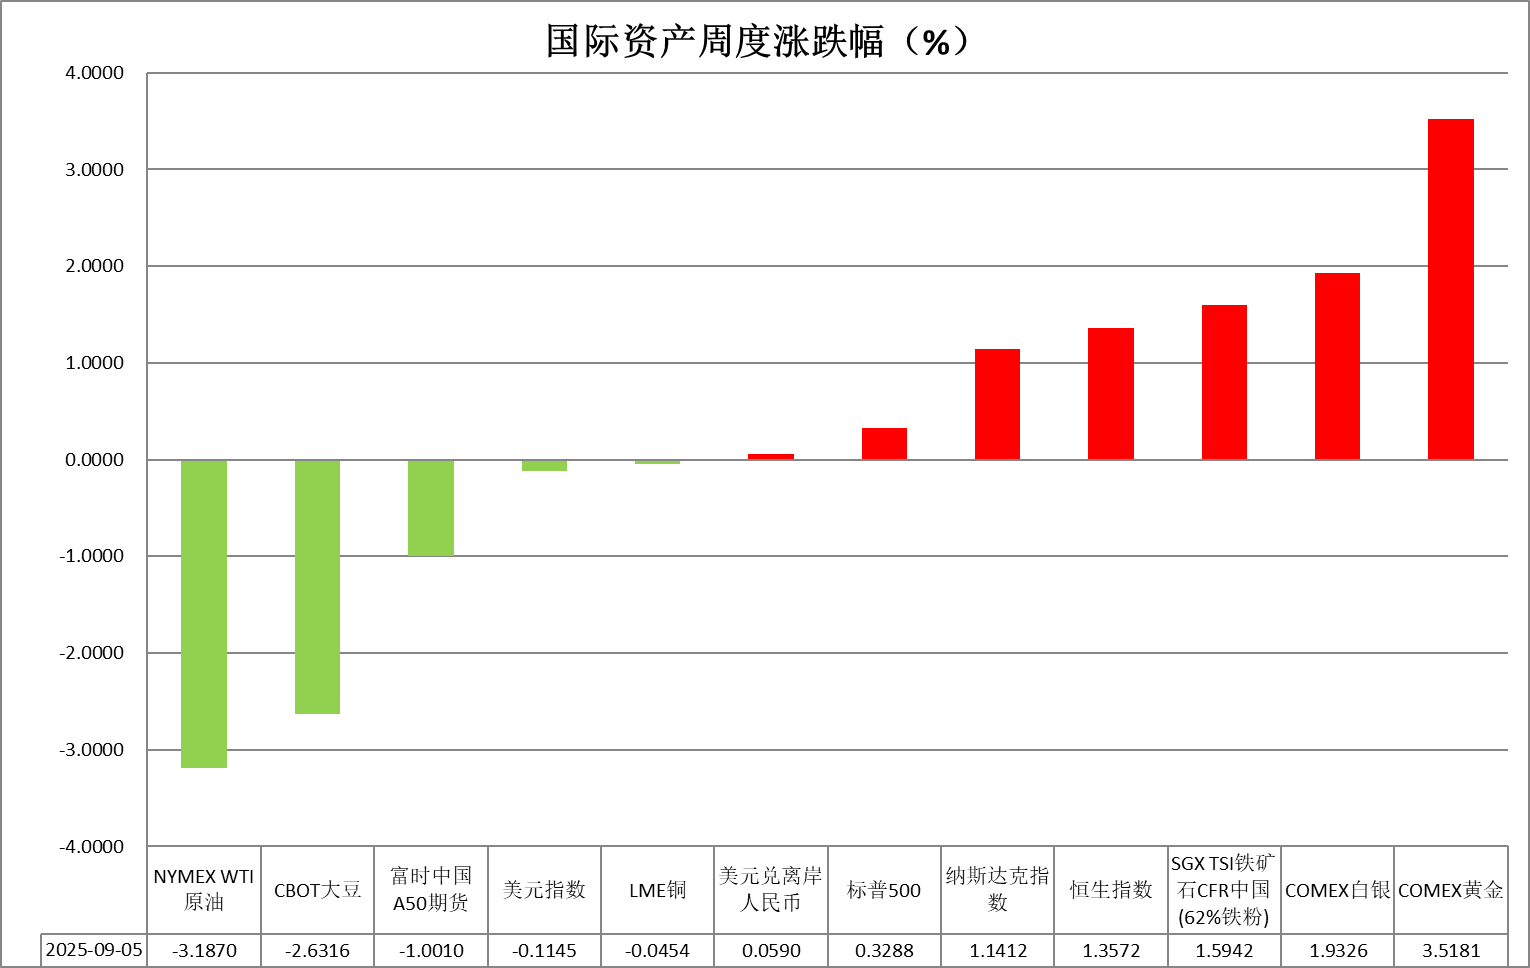 国际资产周度涨跌幅（%）
4.0000
3.0000
2.0000
1.0000
0.0000
-1.0000
-2.0000
-3.0000
-4.0000
NYMEX WTI
原油
CBOT大豆
富时中国
A50期货
美元指数
LME铜
美元兑离岸
人民币
标普500
纳斯达克指
数
恒生指数
SGX TSI铁矿
石CFR中国
(62%铁粉)
COMEX白银
COMEX黄金
2025-09-05 -3.1870 -2.6316 -1.0010 -0.1145 -0.0454 0.0590 0.3288 1.1412 1.3572 1.5942 1.9326 3.5181